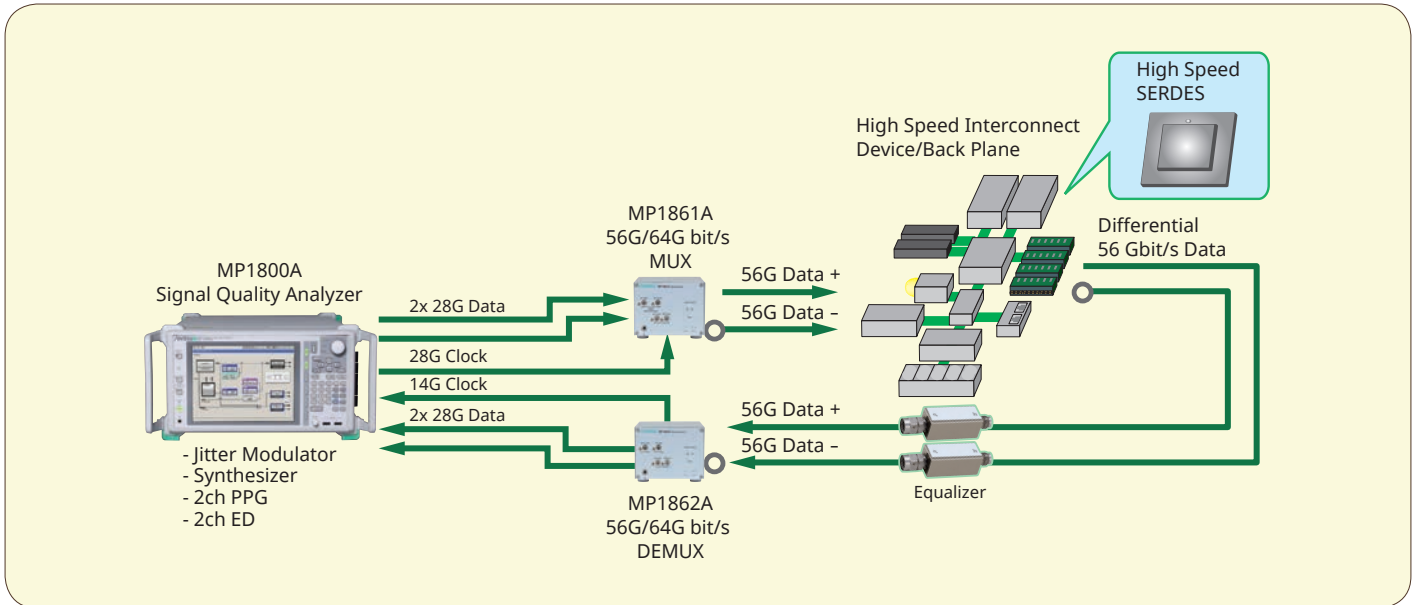 High Speed
SERDES
High Speed Interconnect
Device/Back Plane
MP1861A
56G/64G bit/s
MUX
Differential
56 Gbit/s Data
MP1800A
Signal Quality Analyzer
56G Data +
2x 28G Data
56G Data –
28G Clock
14G Clock
2x 28G Data
56G Data +
56G Data –
- Jitter Modulator
- Synthesizer
- 2ch PPG
- 2ch ED
Equalizer
MP1862A
56G/64G bit/s
DEMUX